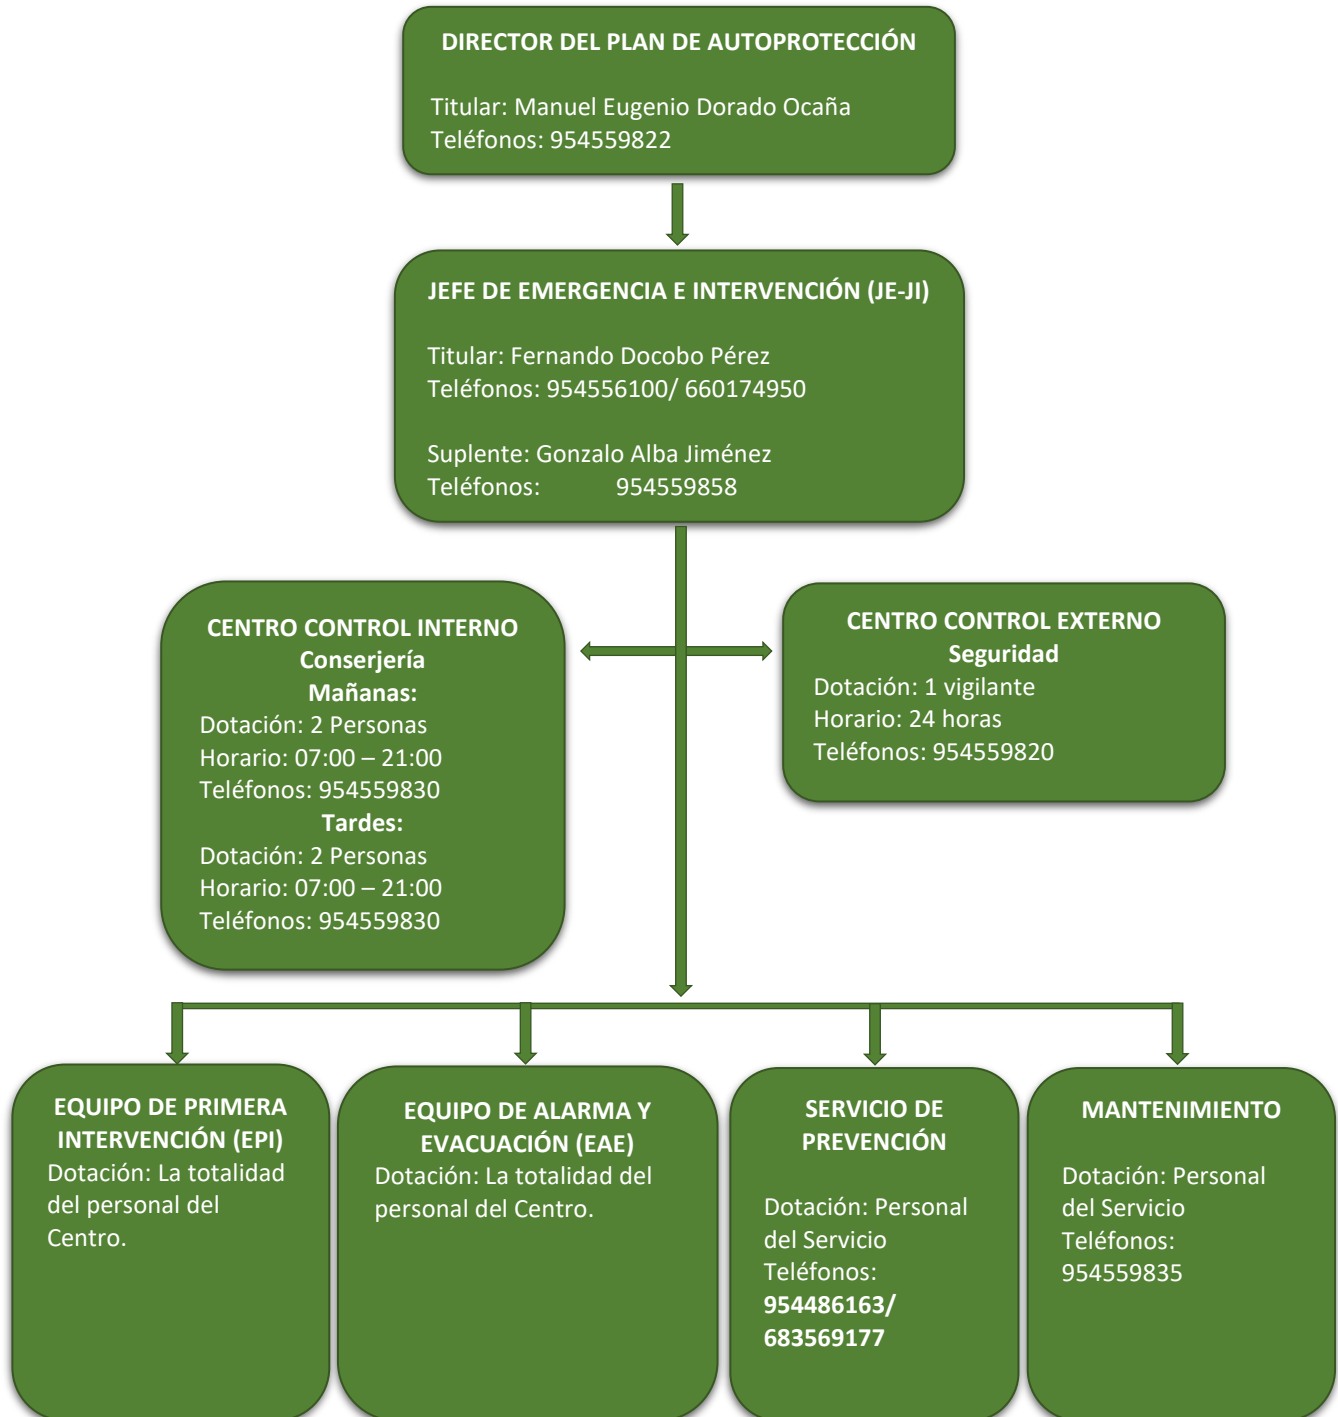 DIRECTOR DEL PLAN DE AUTOPROTECCIÓN
Titular: Manuel Eugenio Dorado Ocaña
Teléfonos: 954559822
JEFE DE EMERGENCIA E INTERVENCIÓN (JE-JI)
Titular: Fernando Docobo Pérez
Teléfonos: 954556100/ 660174950
Suplente: Gonzalo Alba Jiménez
Teléfonos: 954559858
CENTRO CONTROL INTERNO
Conserjería
Mañanas:
Dotación: 2 Personas
Horario: 07:00 – 21:00
Teléfonos: 954559830
Tardes:
Dotación: 2 Personas
Horario: 07:00 – 21:00
Teléfonos: 954559830
CENTRO CONTROL EXTERNO
Seguridad
Dotación: 1 vigilante
Horario: 24 horas
Teléfonos: 954559820
EQUIPO DE PRIMERA
INTERVENCIÓN (EPI)
Dotación: La totalidad
del personal del
Centro.
EQUIPO DE ALARMA Y
EVACUACIÓN (EAE)
Dotación: La totalidad del
personal del Centro.
SERVICIO DE
PREVENCIÓN
Dotación: Personal
del Servicio
Teléfonos:
954486163/
683569177
MANTENIMIENTO
Dotación: Personal
del Servicio
Teléfonos:
954559835